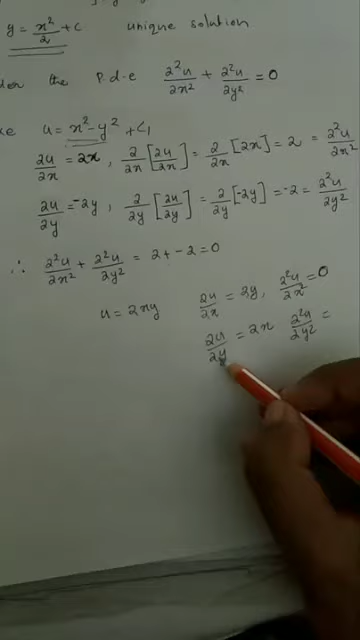 y = x²/2 + c unique solution
the p.d.e ∂²u/∂x² + ∂²u/∂y² = 0
u = x² - y² + C₁
∂u/∂x = 2x, ∂/∂x [∂u/∂x] = ∂/∂x [2x] = 2 = ∂²u/∂x²
∂u/∂y = -2y, ∂/∂y [∂u/∂y] = ∂/∂y [-2y] = -2 = ∂²u/∂y²
∴ ∂²u/∂x² + ∂²u/∂y² = 2 + -2 = 0
u = 2xy ∂u/∂x = 2y, ∂²u/∂x² = 0
∂u/∂y = 2x ∂²u/∂y² =